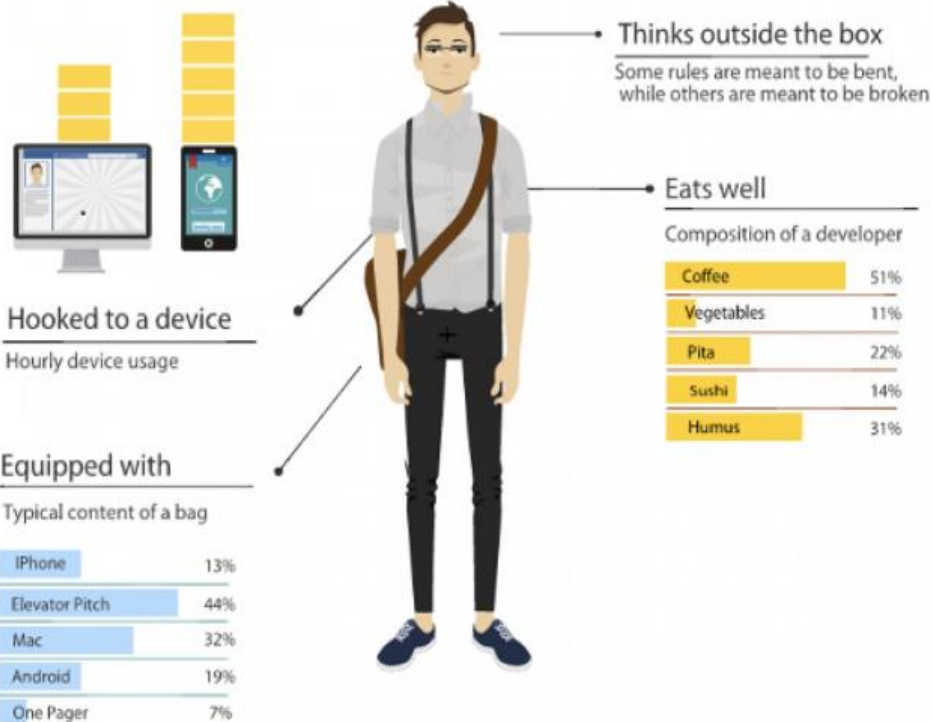 Thinks outside the box
Some rules are meant to be bent,
while others are meant to be broken
Eats well
Composition of a developer
Coffee 51%
Vegetables 11%
Pita 22%
Sushi 14%
Humus 31%
Hooked to a device
Hourly device usage
Equipped with
Typical content of a bag
IPhone 13%
Elevator Pitch 44%
Mac 32%
Android 19%
One Pager 7%